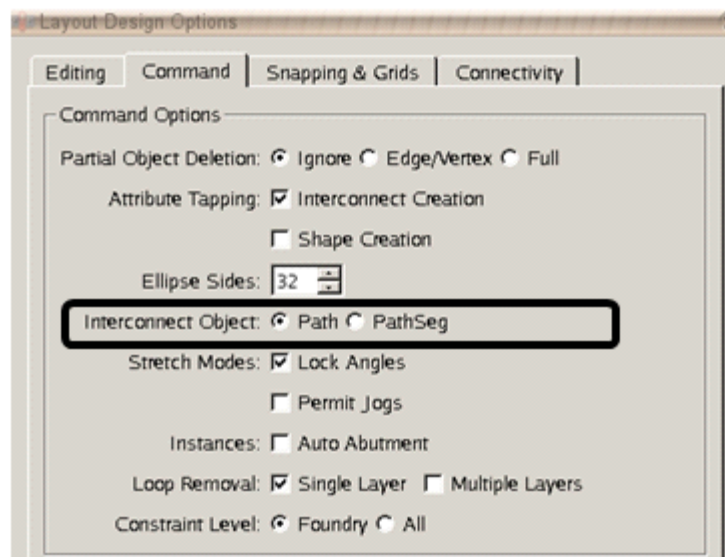 Layout Design Options
Editing Command Snapping & Grids Connectivity
Command Options
Partial Object Deletion: Ignore Edge/Vertex Full
Attribute Tapping: Interconnect Creation
Shape Creation
Ellipse Sides: 32
Interconnect Object: Path PathSeg
Stretch Modes: Lock Angles
Permit Jogs
Instances: Auto Abutment
Loop Removal: Single Layer Multiple Layers
Constraint Level: Foundry All